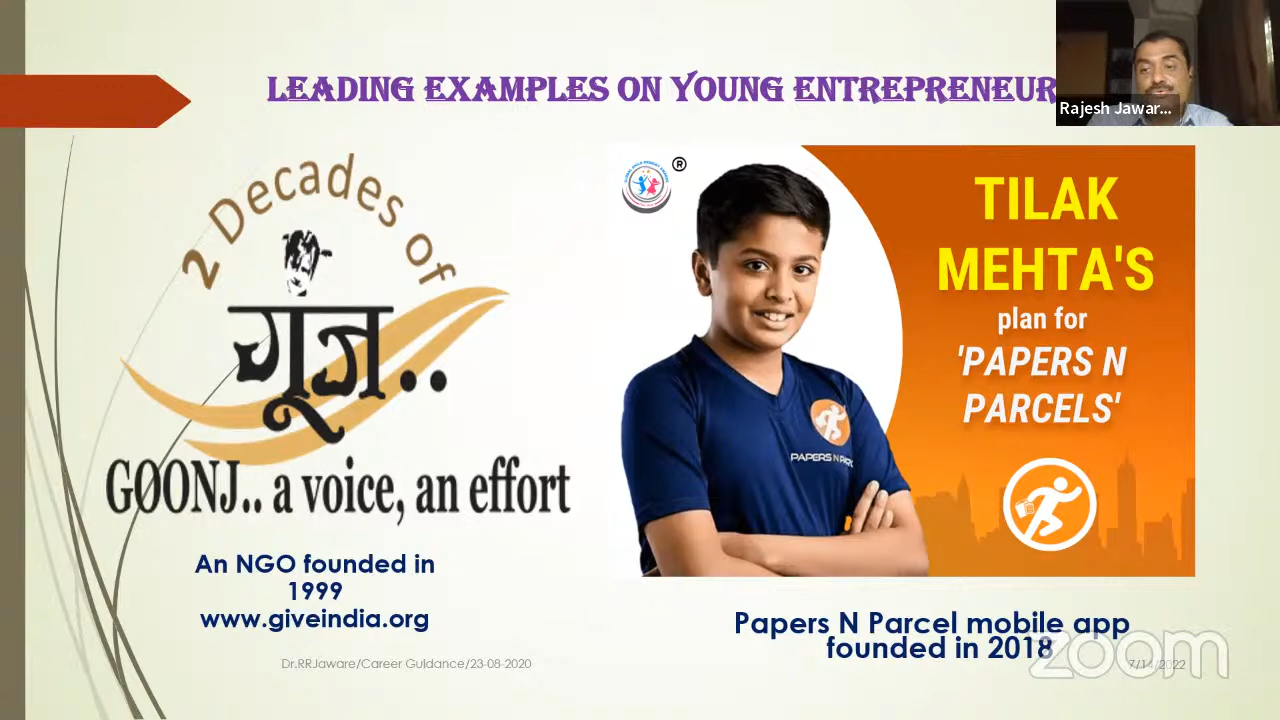 LEADING EXAMPLES ON YOUNG ENTREPRENEUR
Rajesh Jawar...
2 Decades of
गूंज..
GOONJ.. a voice, an effort
An NGO founded in
1999
www.giveindia.org
®
TILAK
MEHTA'S
plan for
'PAPERS N
PARCELS'
PAPERS N PARC
Papers N Parcel mobile app
founded in 2018
zoom
Dr.RRJaware/Career Guidance/23-08-2020
7/14/2022